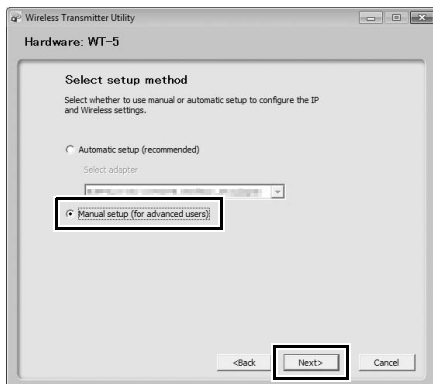 Wireless Transmitter Utility
Hardware: WT-5
Select setup method
Select whether to use manual or automatic setup to configure the IP
and Wireless settings.
Automatic setup (recommended)
Select adapter
Manual setup (for advanced users)
<Back Next> Cancel